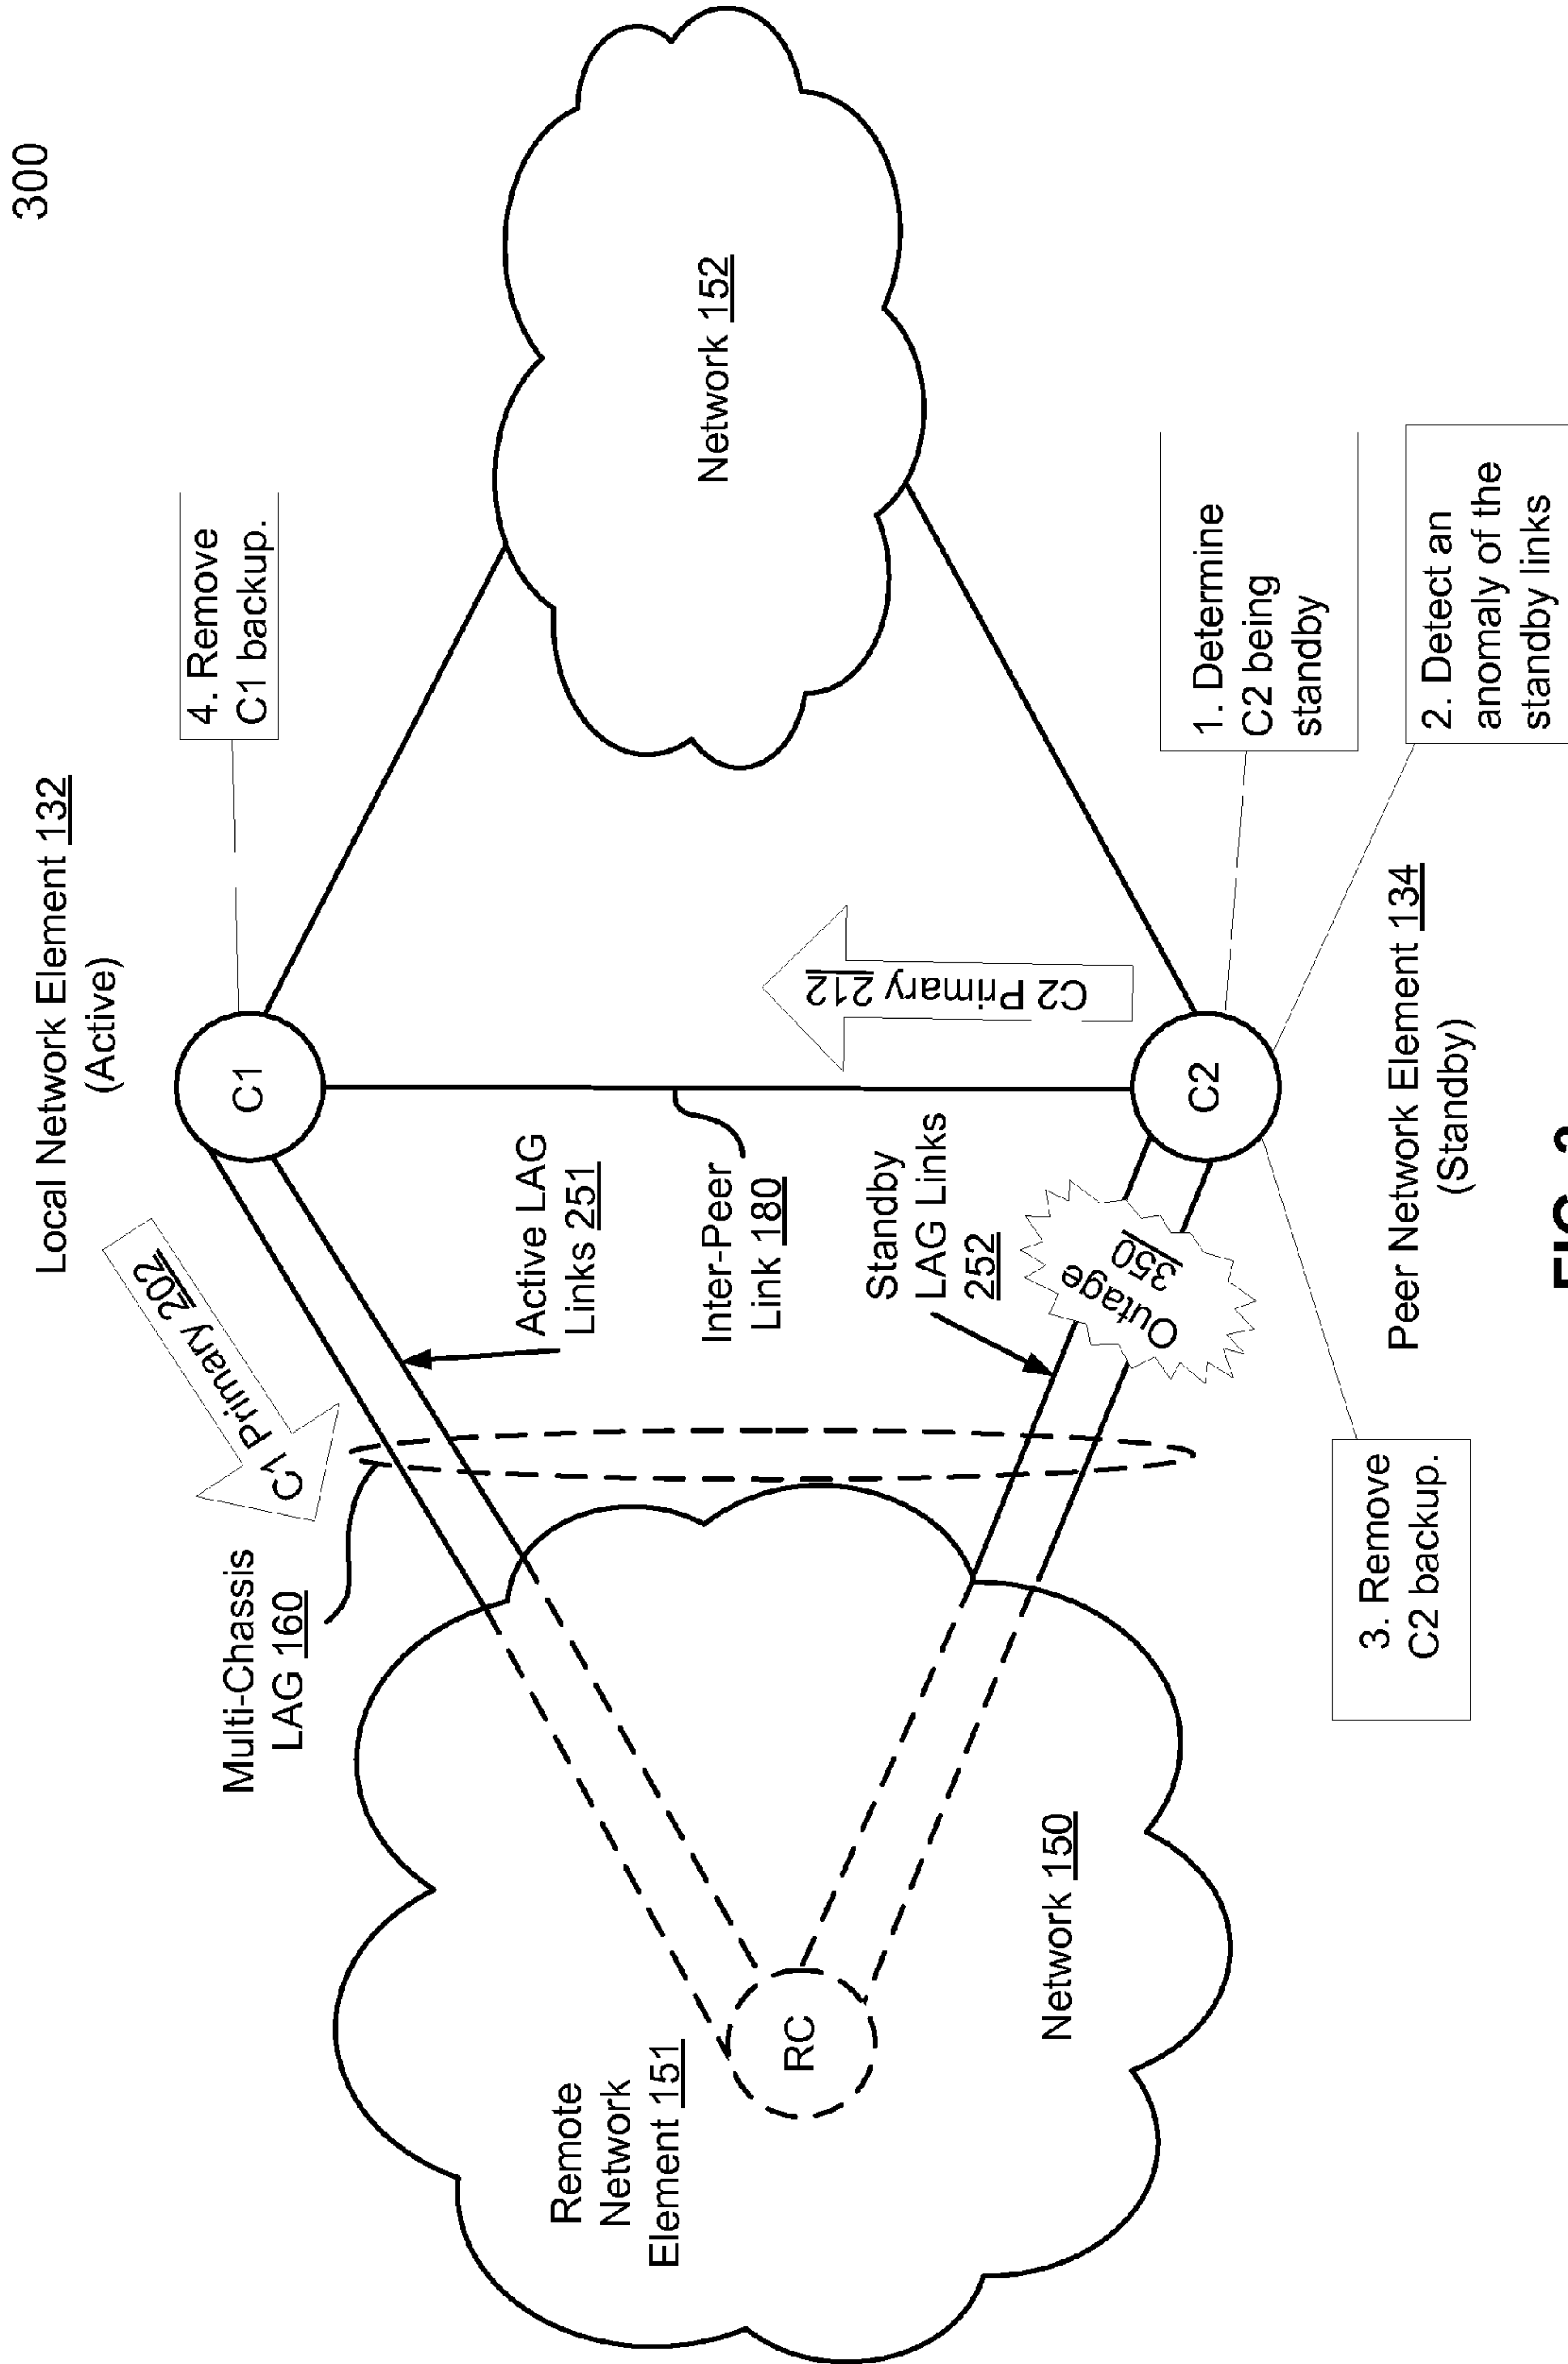 300
Local Network Element 132
(Active)
4. Remove
C1 backup.
C1
C1 Primary 202
Multi-Chassis
LAG 160
Active LAG
Links 251
Inter-Peer
Link 180
Network 152
Remote
Network
Element 151
RC
Network 150
Standby
LAG Links
252
C2 Primary 212
Outage
350
C2
1. Determine
C2 being
standby
2. Detect an
anomaly of the
standby links
3. Remove
C2 backup.
Peer Network Element 134
(Standby)